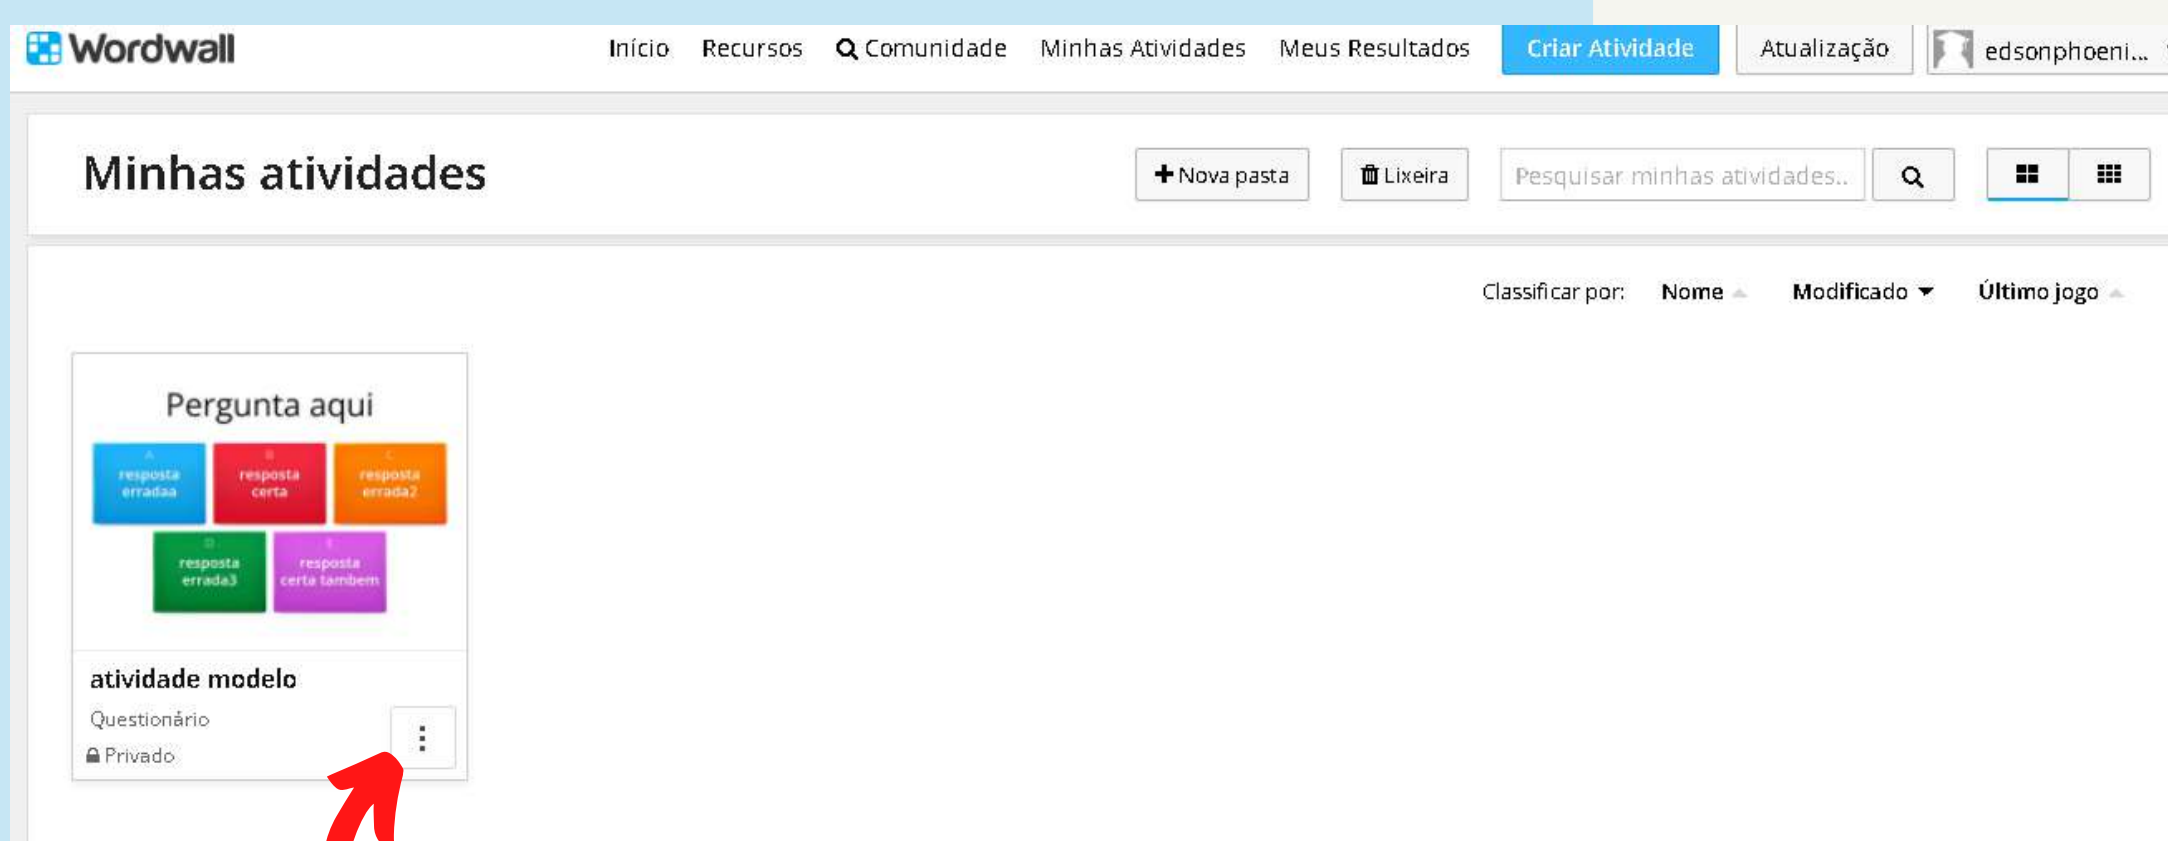 Wordwall
Início Recursos Comunidade Minhas Atividades Meus Resultados Criar Atividade Atualização edsonphoeni...
Minhas atividades
Nova pasta Lixeira Pesquisar minhas atividades..
Classificar por: Nome Modificado Último jogo
Pergunta aqui
A
resposta
erradaa
B
resposta
certa
C
resposta
errada2
D
resposta
errada3
E
resposta
certa tambem
atividade modelo
Questionário
Privado